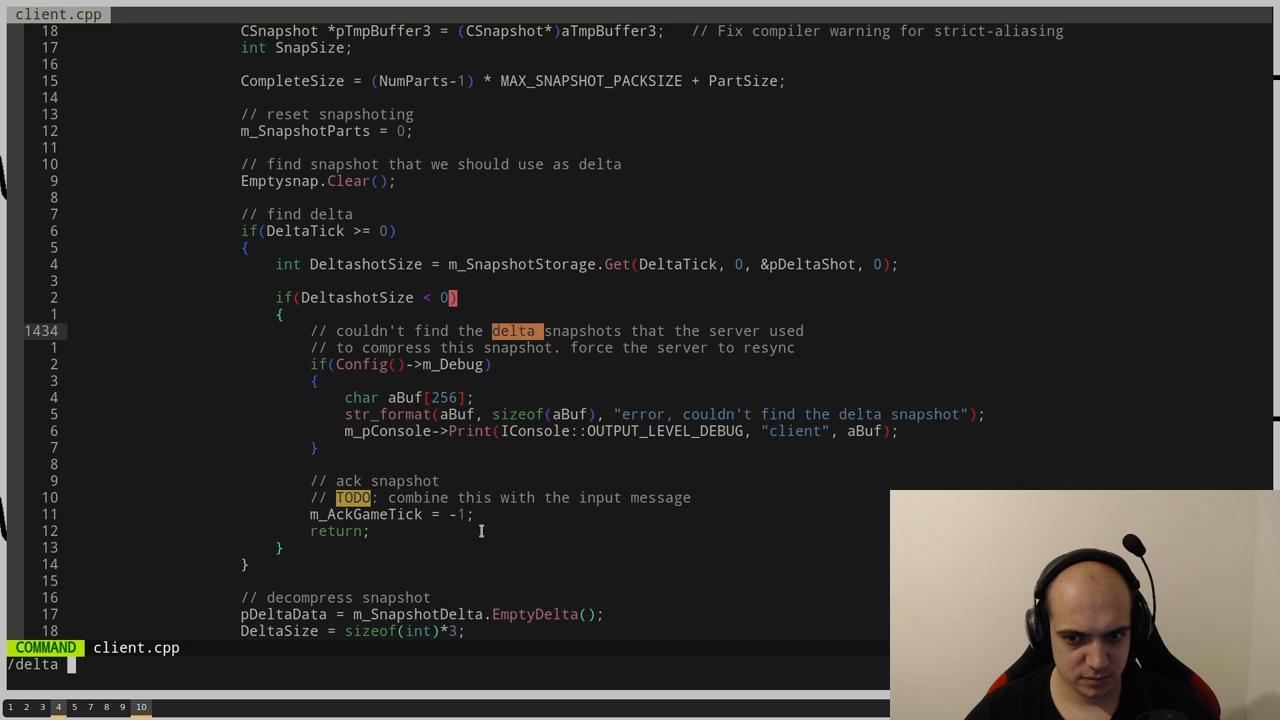 client.cpp
18 CSnapshot *pTmpBuffer3 = (CSnapshot*)aTmpBuffer3; // Fix compiler warning for strict-aliasing
17 int SnapSize;
16
15 CompleteSize = (NumParts-1) * MAX_SNAPSHOT_PACKSIZE + PartSize;
14
13 // reset snapshoting
12 m_SnapshotParts = 0;
11
10 // find snapshot that we should use as delta
9 Emptysnap.Clear();
8
7 // find delta
6 if(DeltaTick >= 0)
5 {
4 int DeltashotSize = m_SnapshotStorage.Get(DeltaTick, 0, &pDeltaShot, 0);
3
2 if(DeltashotSize < 0)
1 {
1434 // couldn't find the delta snapshots that the server used
1 // to compress this snapshot. force the server to resync
2 if(Config()->m_Debug)
3 {
4 char aBuf[256];
5 str_format(aBuf, sizeof(aBuf), "error, couldn't find the delta snapshot");
6 m_pConsole->Print(IConsole::OUTPUT_LEVEL_DEBUG, "client", aBuf);
7 }
8
9 // ack snapshot
10 // TODO: combine this with the input message
11 m_AckGameTick = -1;
12 return;
13 }
14 }
15
16 // decompress snapshot
17 pDeltaData = m_SnapshotDelta.EmptyDelta();
18 DeltaSize = sizeof(int)*3;
COMMAND client.cpp
/delta
1 2 3 4 5 6 7 8 9 10